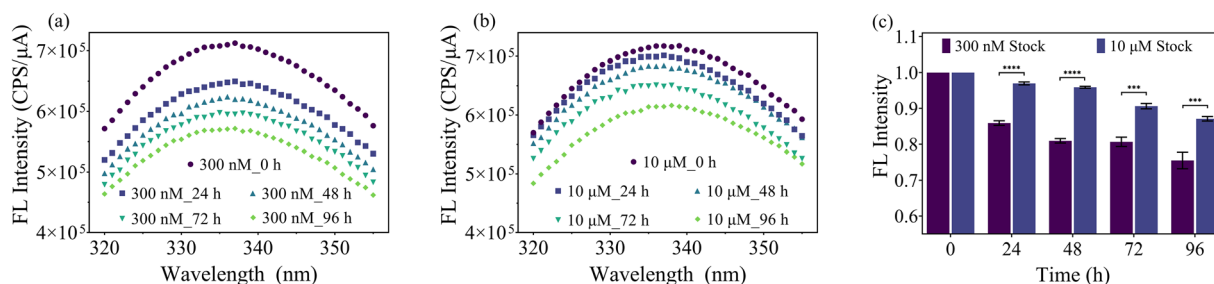 (a)
FL Intensity (CPS/μA)
7×10⁵
6×10⁵
5×10⁵
4×10⁵
300 nM_0 h
300 nM_24 h 300 nM_48 h
300 nM_72 h 300 nM_96 h
320 330 340 350
Wavelength (nm)
(b)
FL Intensity (CPS/μA)
7×10⁵
6×10⁵
5×10⁵
4×10⁵
10 μM_0 h
10 μM_24 h 10 μM_48 h
10 μM_72 h 10 μM_96 h
320 330 340 350
Wavelength (nm)
(c)
FL Intensity
1.1
1.0
0.9
0.8
0.7
0.6
300 nM Stock 10 μM Stock
**** **** *** ***
0 24 48 72 96
Time (h)